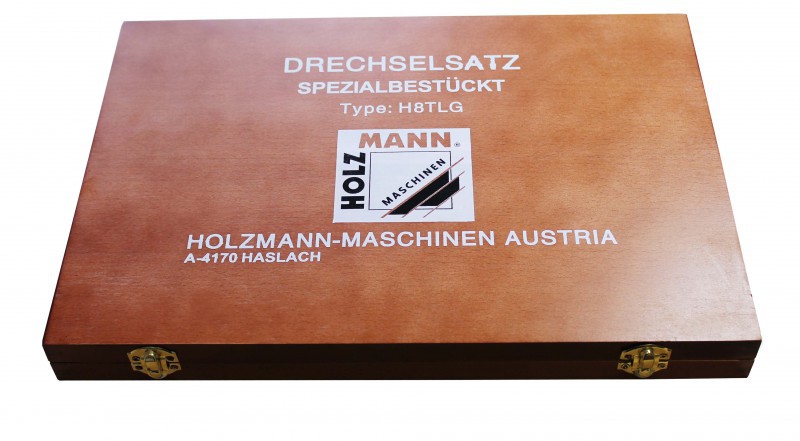 DRECHSELSATZ
SPEZIALBESTÜCKT
Type: H8TLG
HOLZ
MANN®
MASCHINEN
HOLZMANN-MASCHINEN AUSTRIA
A-4170 HASLACH